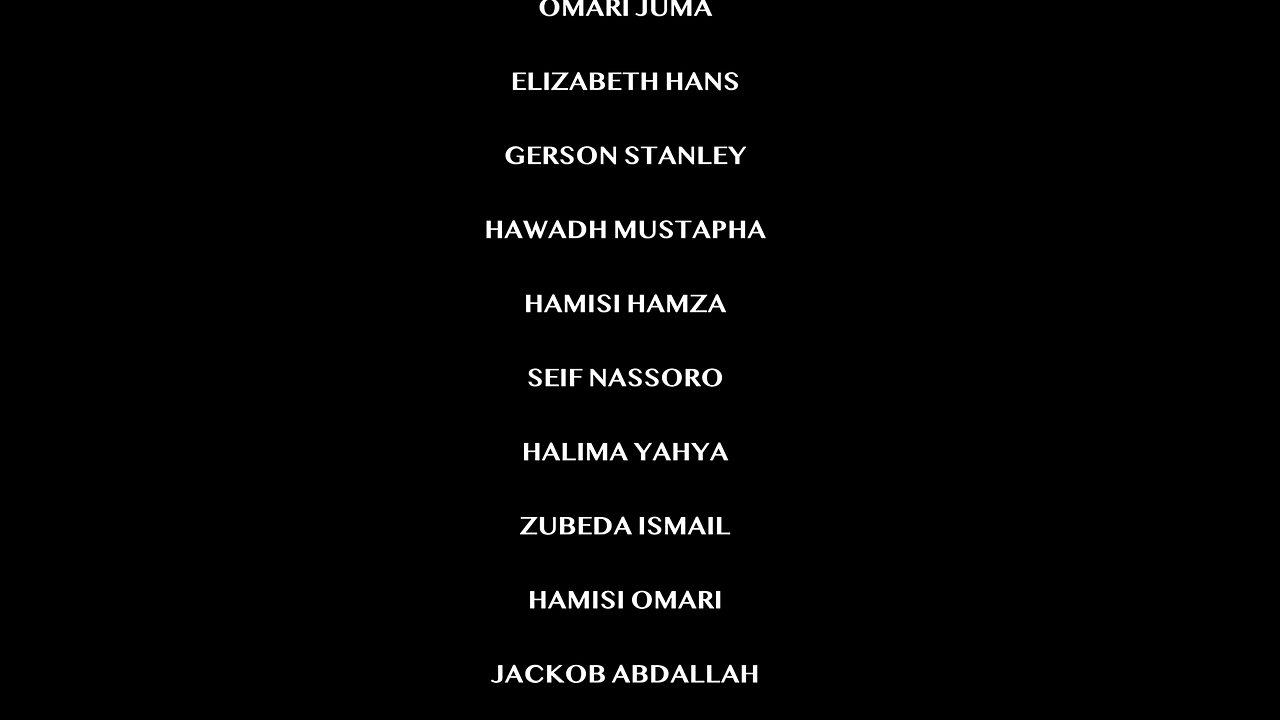 OMARI JUMA
ELIZABETH HANS
GERSON STANLEY
HAWADH MUSTAPHA
HAMISI HAMZA
SEIF NASSORO
HALIMA YAHYA
ZUBEDA ISMAIL
HAMISI OMARI
JACKOB ABDALLAH